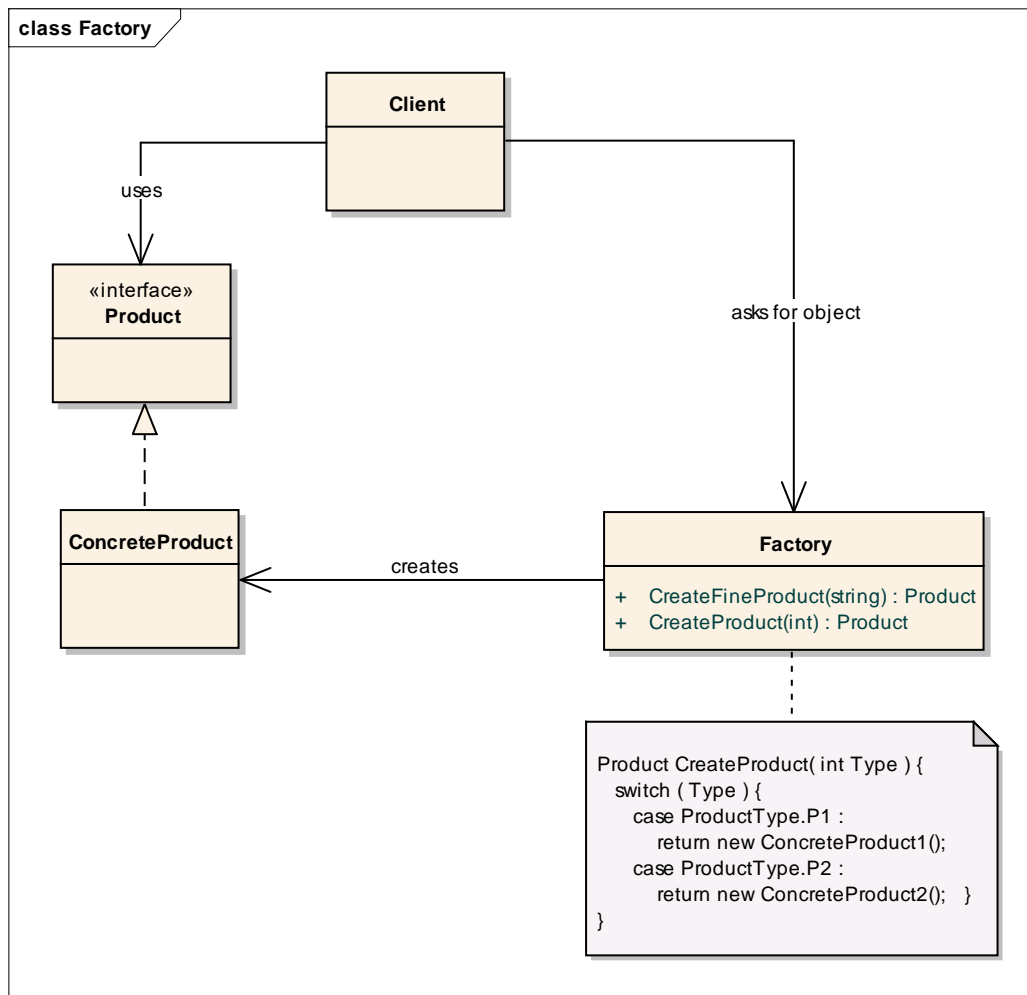 class Factory
Client
uses
«interface»
Product
asks for object
ConcreteProduct
creates
Factory
+ CreateFineProduct(string) : Product
+ CreateProduct(int) : Product
Product CreateProduct( int Type ) {
switch ( Type ) {
case ProductType.P1 :
return new ConcreteProduct1();
case ProductType.P2 :
return new ConcreteProduct2(); }
}